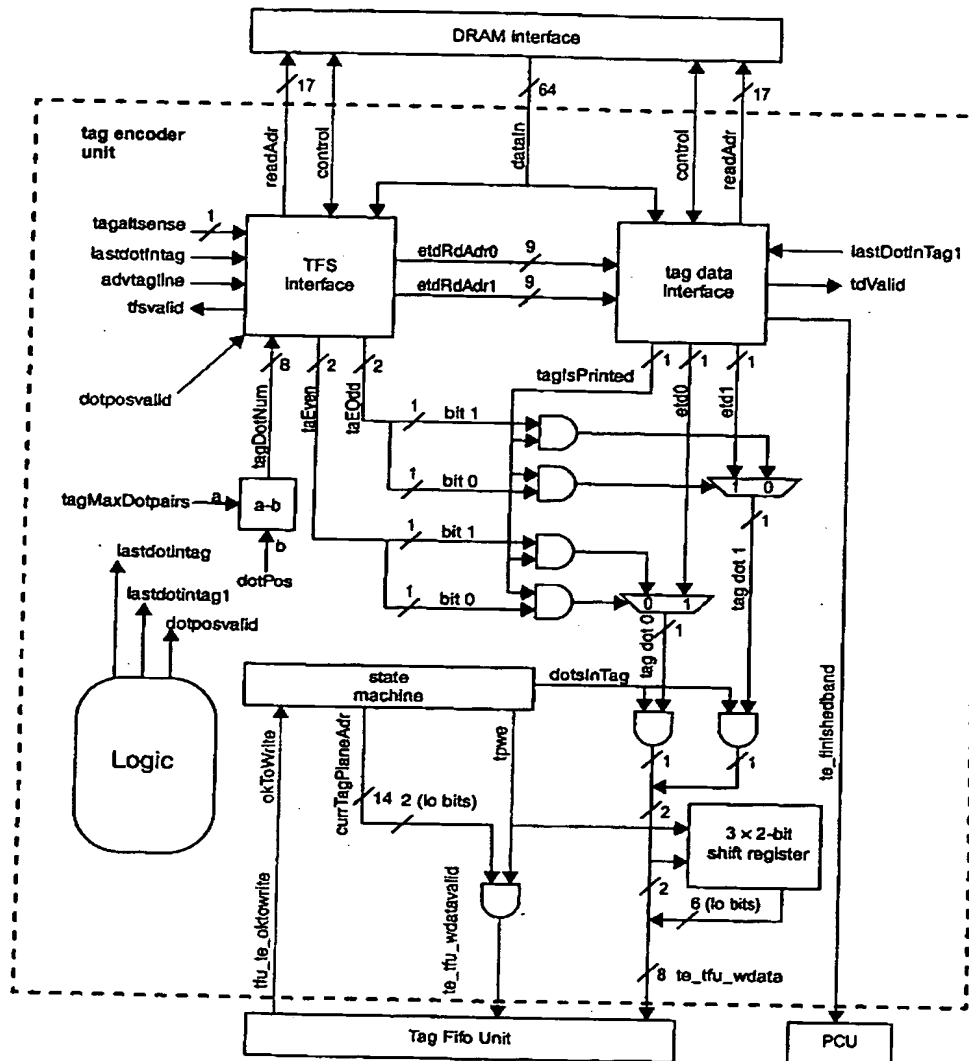 DRAM interface
17
64
17
tag encoder
unit
readAdr
control
dataIn
control
readAdr
tagaltsense
1
lastdotintag
advtagline
tfsvalid
dotposvalid
TFS
interface
etdRdAdr0
9
etdRdAdr1
9
tag data
interface
lastDotInTag1
tdValid
8
2
2
tagIsPrinted
1
1
1
tagDotNum
taEven
taEOdd
etd0
etd1
1
bit 1
1
bit 0
1 0
1
tagMaxDotpairs
a
a-b
b
dotPos
1
bit 1
1
bit 0
0 1
1
tag dot 0
tag dot 1
lastdotintag
lastdotintag1
dotposvalid
Logic
state
machine
dotsInTag
okToWrite
currTagPlaneAdr
tpwe
1
1
te_finishedband
14
2 (lo bits)
2
3 × 2-bit
shift register
2
6 (lo bits)
tfu_te_oktowrite
te_tfu_wdatavalid
8
te_tfu_wdata
Tag Fifo Unit
PCU